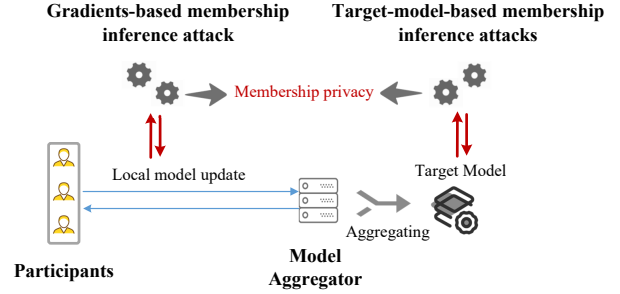 Gradients-based membership
inference attack
Target-model-based membership
inference attacks
Membership privacy
Local model update
Target Model
Aggregating
Participants
Model
Aggregator